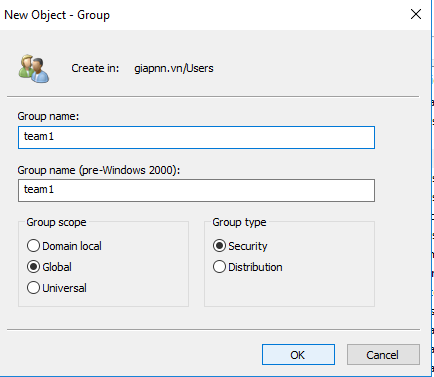 New Object - Group
Create in: giapnn.vn/Users
Group name:
team1
Group name (pre-Windows 2000):
team1
Group scope
Domain local
Global
Universal
Group type
Security
Distribution
OK Cancel